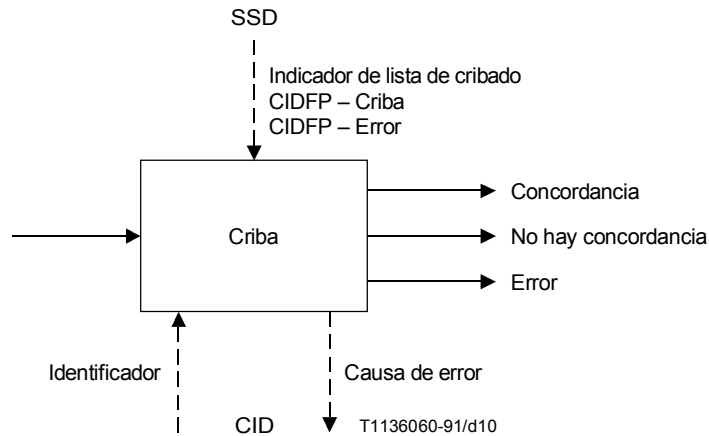 SSD
Indicador de lista de cribado
CIDFP – Criba
CIDFP – Error
Criba
Concordancia
No hay concordancia
Error
Identificador
Causa de error
CID
T1136060-91/d10